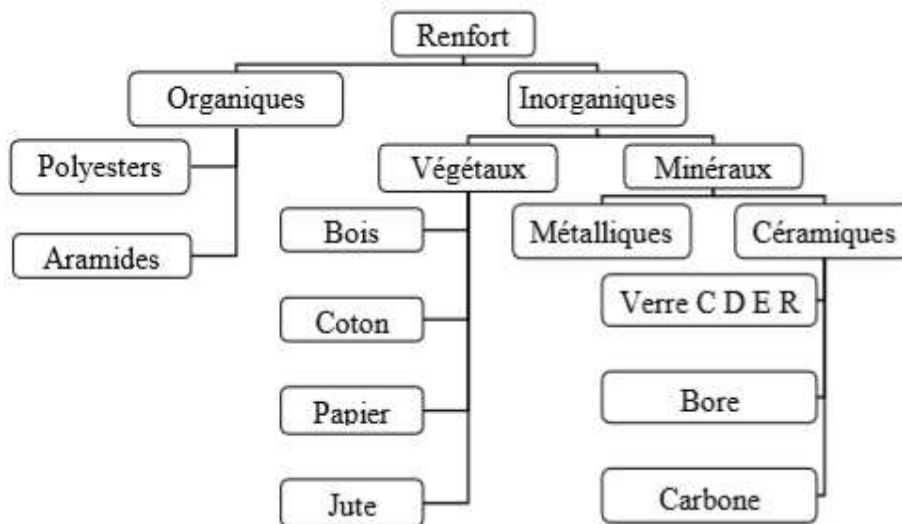 Renfort
Organiques
Inorganiques
Polyesters
Aramides
Végétaux
Minéraux
Bois
Coton
Papier
Jute
Métalliques
Céramiques
Verre C D E R
Bore
Carbone